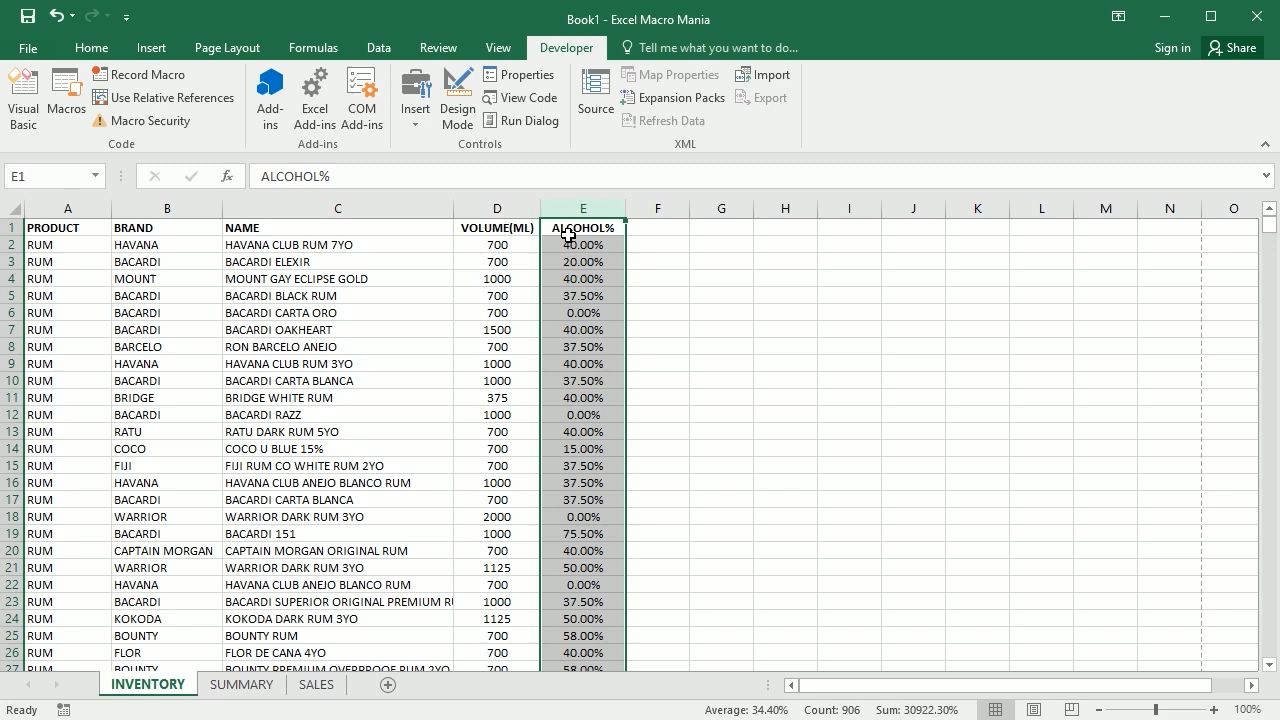 Book1 - Excel Macro Mania
File Home Insert Page Layout Formulas Data Review View Developer Tell me what you want to do... Sign in Share
Visual Basic Macros Record Macro Use Relative References Macro Security Code
Add-ins Excel Add-ins COM Add-ins Add-ins
Insert Design Mode Properties View Code Run Dialog Controls
Source Map Properties Expansion Packs Refresh Data Import Export XML
E1 fx ALCOHOL%
A B C D E F G H I J K L M N O
1 PRODUCT BRAND NAME VOLUME(ML) ALCOHOL%
2 RUM HAVANA HAVANA CLUB RUM 7YO 700 40.00%
3 RUM BACARDI BACARDI ELEXIR 700 20.00%
4 RUM MOUNT MOUNT GAY ECLIPSE GOLD 1000 40.00%
5 RUM BACARDI BACARDI BLACK RUM 700 37.50%
6 RUM BACARDI BACARDI CARTA ORO 700 0.00%
7 RUM BACARDI BACARDI OAKHEART 1500 40.00%
8 RUM BARCELO RON BARCELO ANEJO 700 37.50%
9 RUM HAVANA HAVANA CLUB RUM 3YO 1000 40.00%
10 RUM BACARDI BACARDI CARTA BLANCA 1000 37.50%
11 RUM BRIDGE BRIDGE WHITE RUM 375 40.00%
12 RUM BACARDI BACARDI RAZZ 1000 0.00%
13 RUM RATU RATU DARK RUM 5YO 700 40.00%
14 RUM COCO COCO U BLUE 15% 700 15.00%
15 RUM FIJI FIJI RUM CO WHITE RUM 2YO 700 37.50%
16 RUM HAVANA HAVANA CLUB ANEJO BLANCO RUM 1000 37.50%
17 RUM BACARDI BACARDI CARTA BLANCA 700 37.50%
18 RUM WARRIOR WARRIOR DARK RUM 3YO 2000 0.00%
19 RUM BACARDI BACARDI 151 1000 75.50%
20 RUM CAPTAIN MORGAN CAPTAIN MORGAN ORIGINAL RUM 700 40.00%
21 RUM WARRIOR WARRIOR DARK RUM 3YO 1125 50.00%
22 RUM HAVANA HAVANA CLUB ANEJO BLANCO RUM 700 0.00%
23 RUM BACARDI BACARDI SUPERIOR ORIGINAL PREMIUM RU 1000 37.50%
24 RUM KOKODA KOKODA DARK RUM 3YO 1125 50.00%
25 RUM BOUNTY BOUNTY RUM 700 58.00%
26 RUM FLOR FLOR DE CANA 4YO 700 40.00%
27 RUM BOUNTY BOUNTY PREMIUM OVERPROOF RUM 2YO 700 58.00%
INVENTORY SUMMARY SALES
Ready Average: 34.40% Count: 906 Sum: 30922.30% 100%